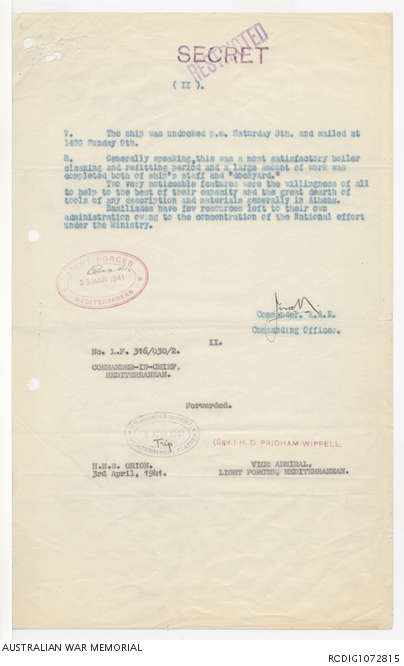 SECRET
RESTRICTED
(II).
7. The ship was undocked p.m. Saturday 8th. and sailed at
1400 Sunday 9th.
8. Generally speaking, this was a most satisfactory boiler
cleaning and refitting period and a large amount of work was
completed both of ship's staff and "dockyard."
Two very noticeable features were the willingness of all
to help to the best of their capacity and the great dearth of
tools of any description and materials generally in Athens.
have few resources left to their own
administration owing to the concentration of the National effort
under the Ministry.
LIGHT FORCES
MAR 1941
MEDITERRANEAN
Commander, R.A.N.
Commanding Officer.
II.
No. L.F. 316/030/2.
COMMANDER-IN-CHIEF,
MEDITERRANEAN.
Forwarded.
(Sgd.) H. D. PRIDHAM-WIPPELL.
H.M.S. ORION.
3rd April, 1941.
VICE ADMIRAL,
LIGHT FORCES, MEDITERRANEAN.
AUSTRALIAN WAR MEMORIAL
RCDIG1072815